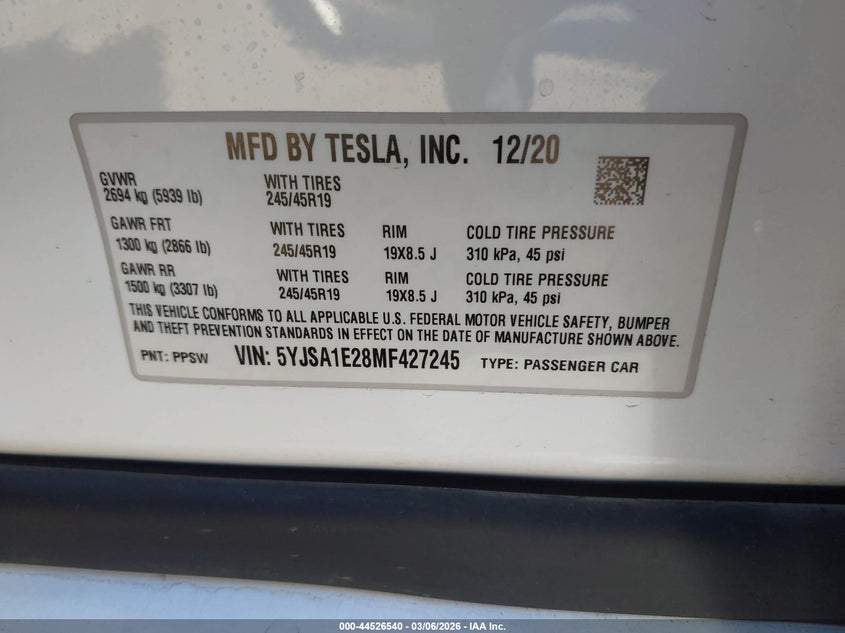 MFD BY TESLA, INC. 12/20
GVWR WITH TIRES
2694 kg (5939 lb) 245/45R19
GAWR FRT WITH TIRES RIM COLD TIRE PRESSURE
1300 kg (2866 lb) 245/45R19 19X8.5 J 310 kPa, 45 psi
GAWR RR WITH TIRES RIM COLD TIRE PRESSURE
1500 kg (3307 lb) 245/45R19 19X8.5 J 310 kPa, 45 psi
THIS VEHICLE CONFORMS TO ALL APPLICABLE U.S. FEDERAL MOTOR VEHICLE SAFETY, BUMPER
AND THEFT PREVENTION STANDARDS IN EFFECT ON THE DATE OF MANUFACTURE SHOWN ABOVE.
PNT: PPSW VIN: 5YJSA1E28MF427245 TYPE: PASSENGER CAR
000-44526540 - 03/06/2026 - IAA Inc.